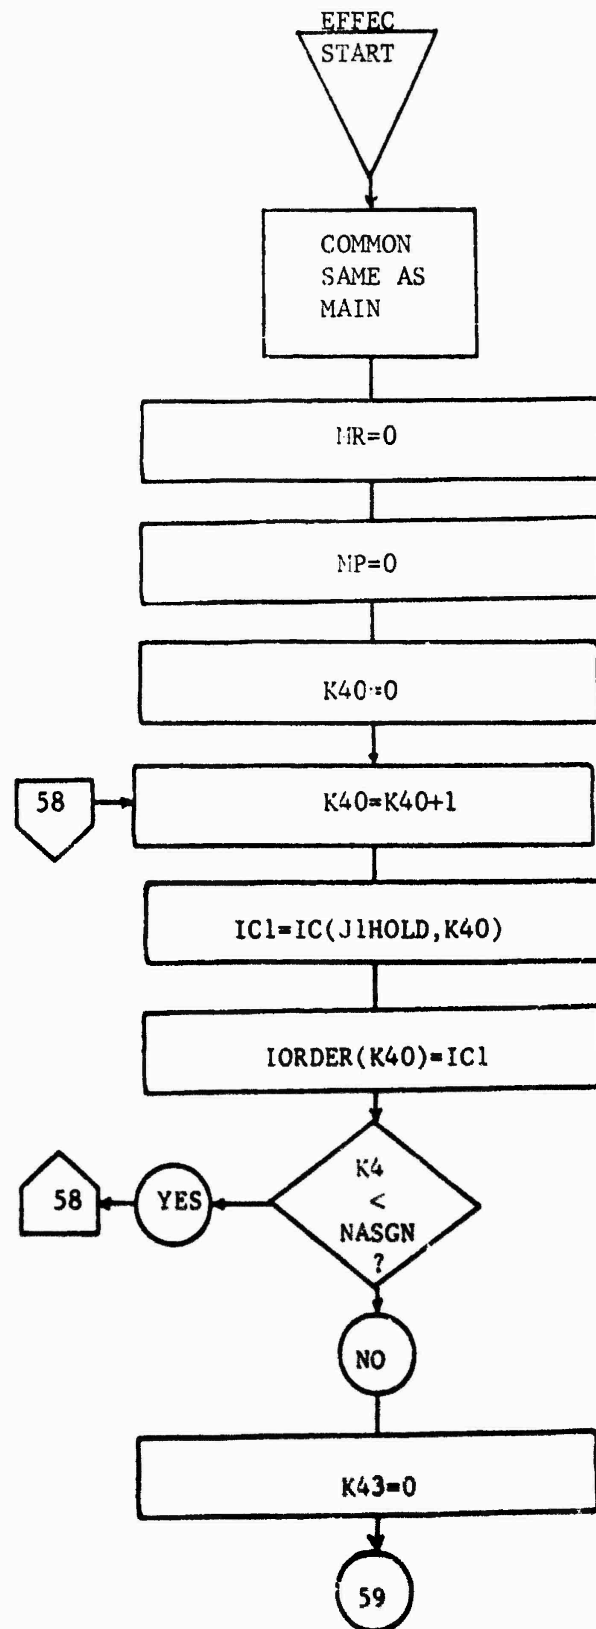 EFFEC
START
COMMON
SAME AS
MAIN
MR=0
MP=0
K40=0
58
K40=K40+1
IC1=IC(J1HOLD,K40)
IORDER(K40)=IC1
K4
<
NASGN
?
YES
58
NO
K43=0
59